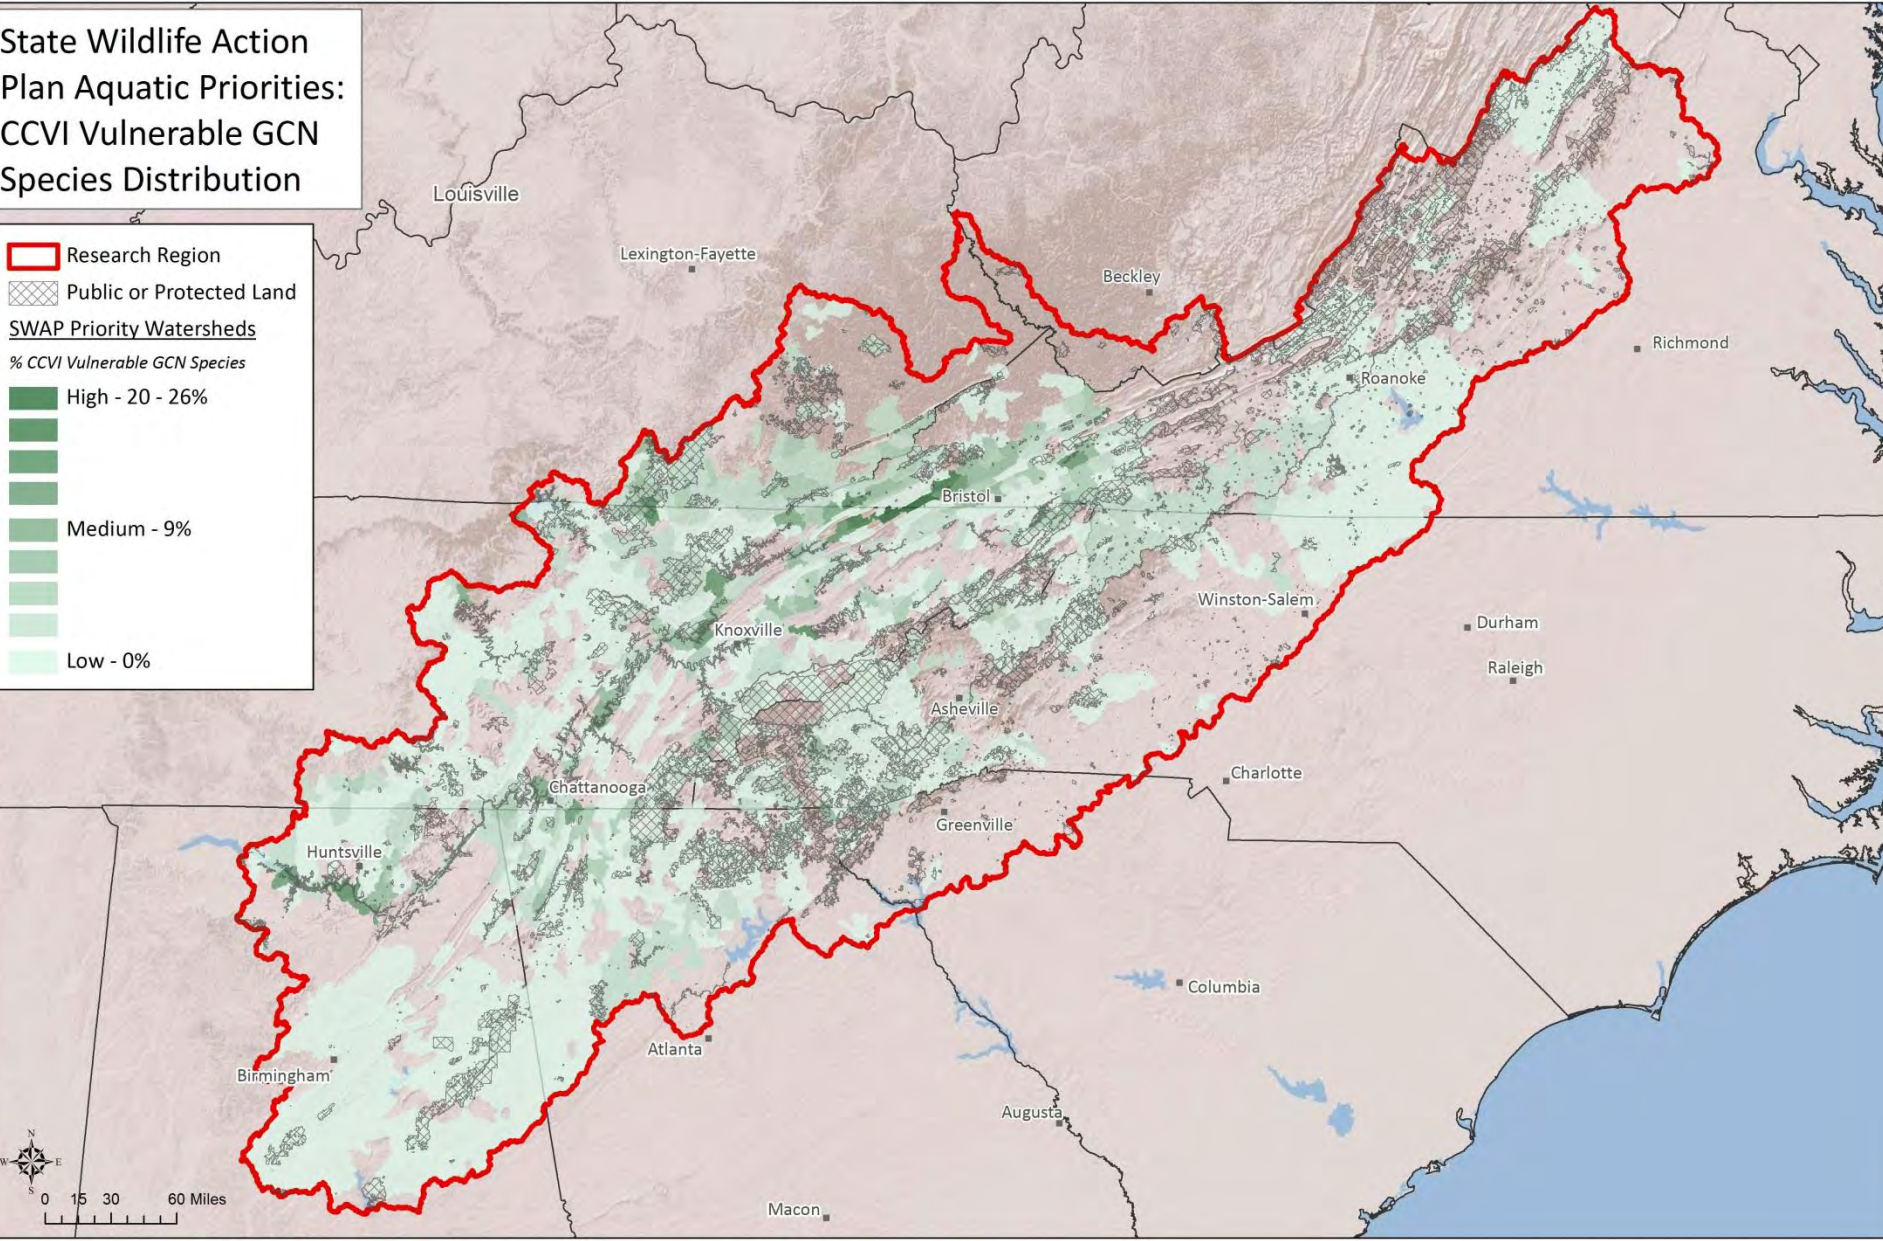 State Wildlife Action
Plan Aquatic Priorities:
CCVI Vulnerable GCN
Species Distribution
Research Region
Public or Protected Land
SWAP Priority Watersheds
% CCVI Vulnerable GCN Species
High - 20 - 26%
Medium - 9%
Low - 0%
Louisville
Lexington-Fayette
Beckley
Richmond
Roanoke
Bristol
Winston-Salem
Durham
Knoxville
Raleigh
Asheville
Charlotte
Chattanooga
Greenville
Huntsville
Columbia
Atlanta
Birmingham
Augusta
Macon
N
W E
S
0 15 30 60 Miles